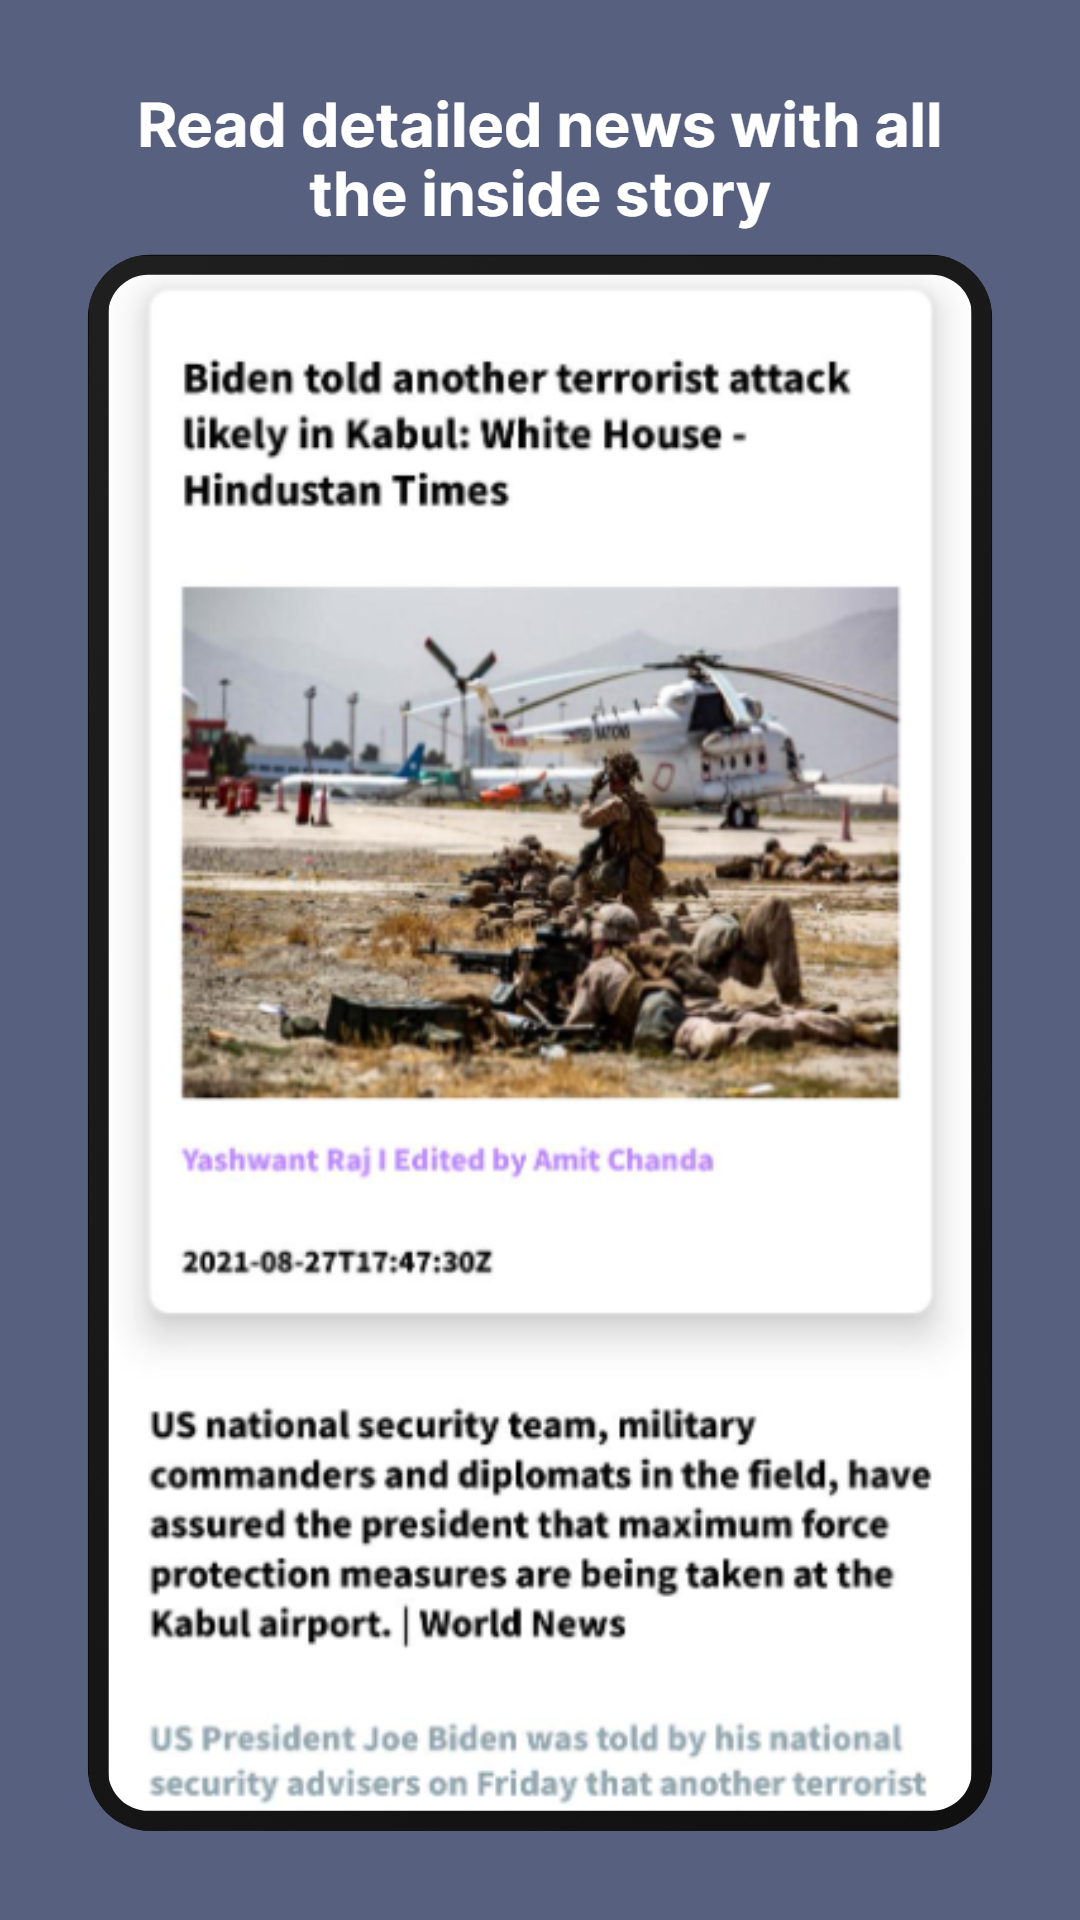 Read detailed news with all
the inside story
Biden told another terrorist attack
likely in Kabul: White House -
Hindustan Times
UNITED NATIONS
Yashwant Raj I Edited by Amit Chanda
2021-08-27T17:47:30Z
US national security team, military
commanders and diplomats in the field, have
assured the president that maximum force
protection measures are being taken at the
Kabul airport. | World News
US President Joe Biden was told by his national
security advisers on Friday that another terrorist